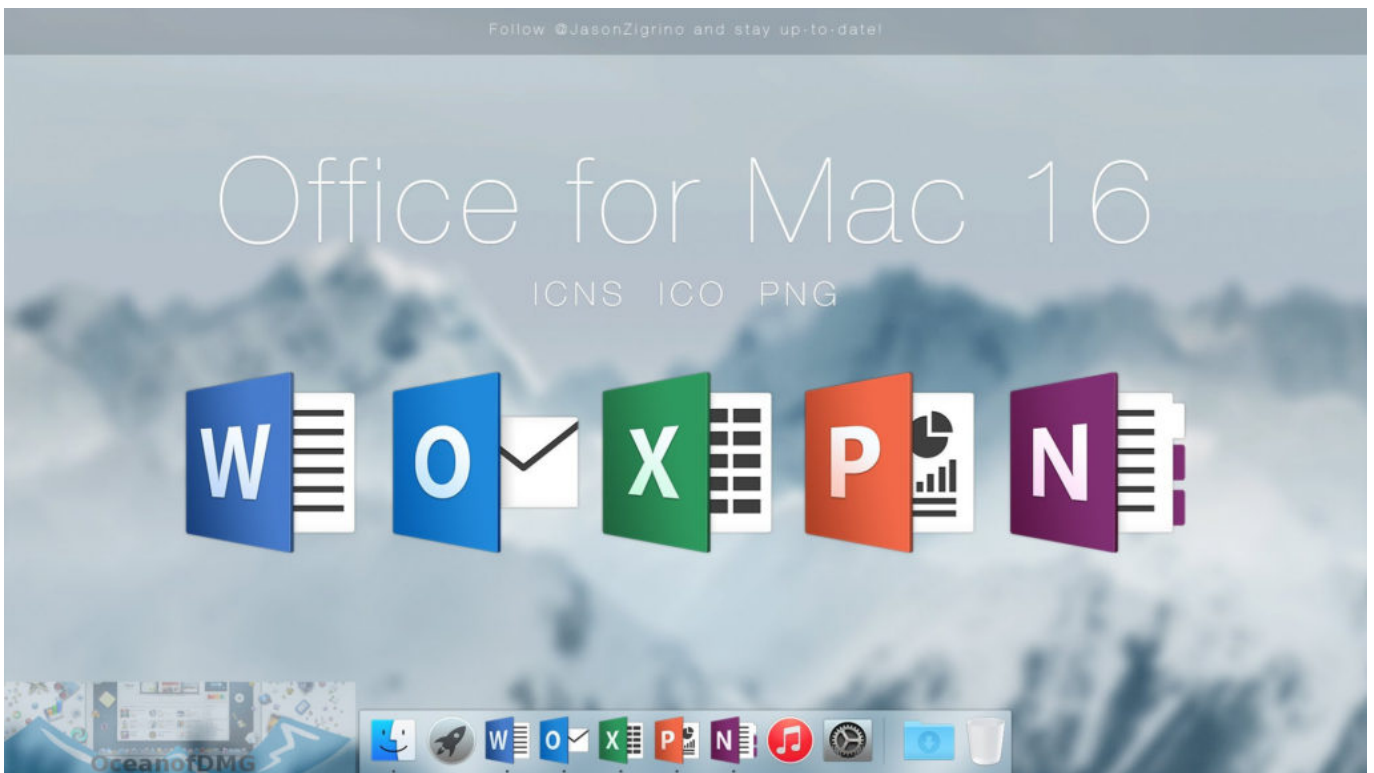 Follow @JasonZigrino and stay up-to-date!
Office for Mac 16
ICNS ICO PNG
W O X P N
W O X P N
OceanofDMG